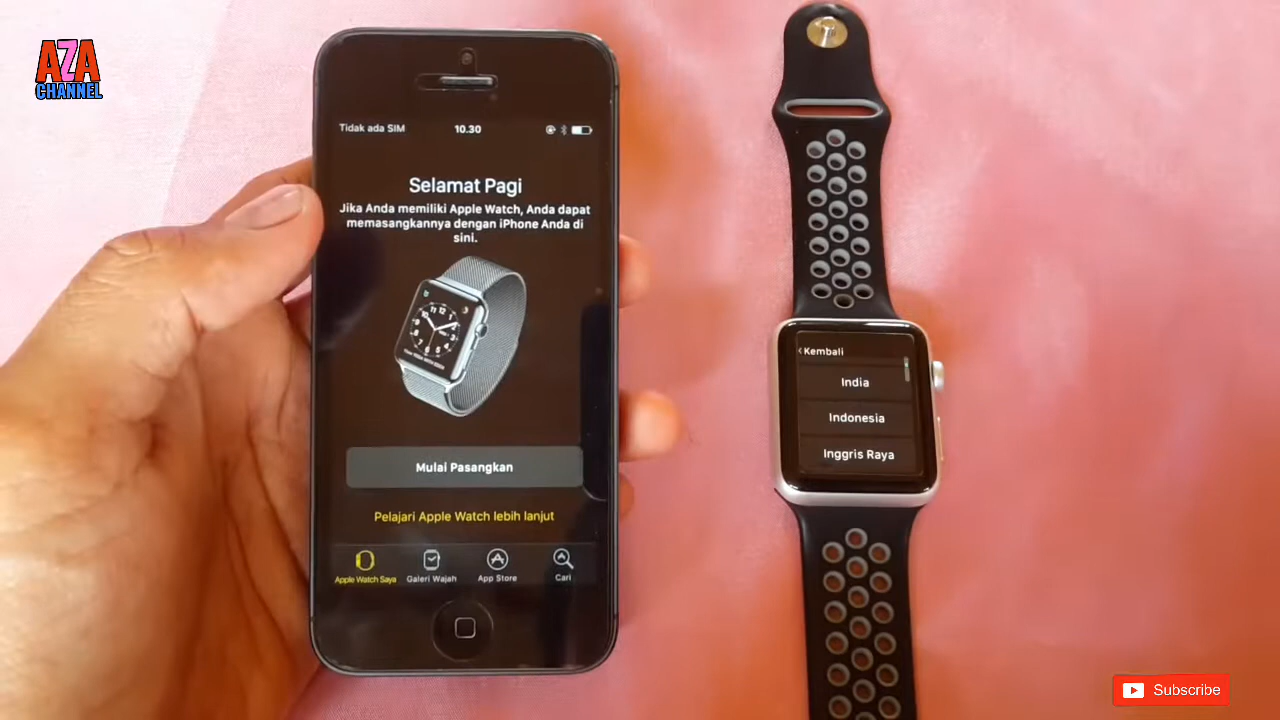 AZA
CHANNEL
Tidak ada SIM
10.30
Selamat Pagi
Jika Anda memiliki Apple Watch, Anda dapat
memasangkannya dengan iPhone Anda di
sini.
Mulai Pasangkan
Pelajari Apple Watch lebih lanjut
Apple Watch Saya
Galeri Wajah
App Store
Cari
Kembali
India
Indonesia
Inggris Raya
Subscribe